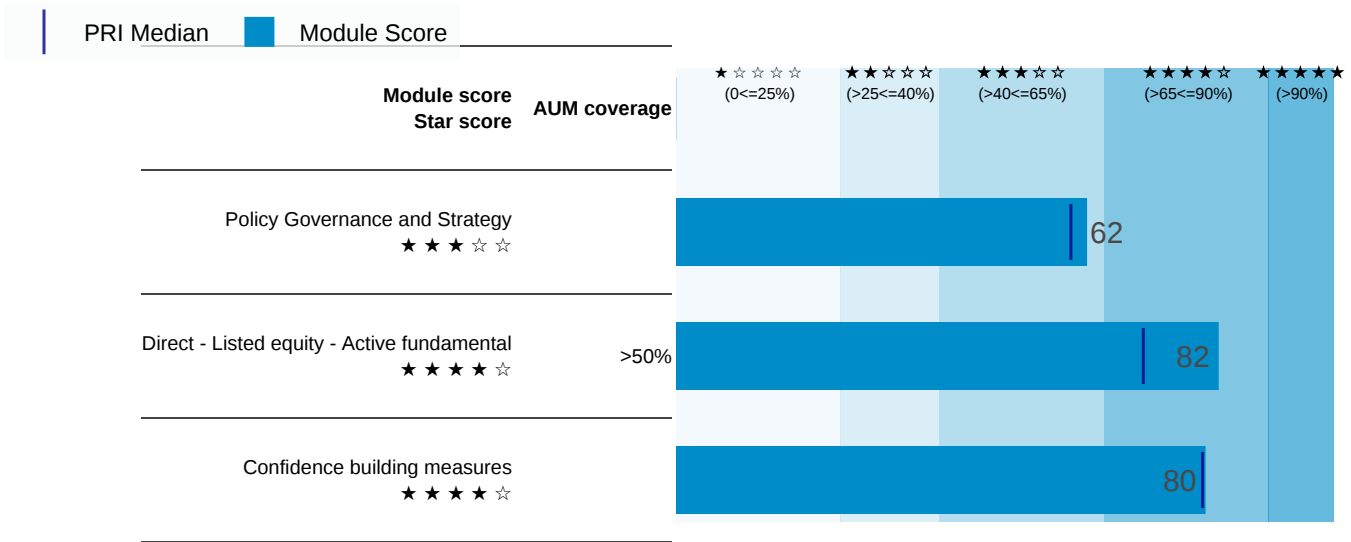 PRI Median Module Score
Module score
Star score
AUM coverage
★☆☆☆☆
(0<=25%)
★★☆☆☆
(>25<=40%)
★★★☆☆
(>40<=65%)
★★★★☆
(>65<=90%)
★★★★★
(>90%)
Policy Governance and Strategy
★★★☆☆
62
Direct - Listed equity - Active fundamental
★★★★☆
>50%
82
Confidence building measures
★★★★☆
80